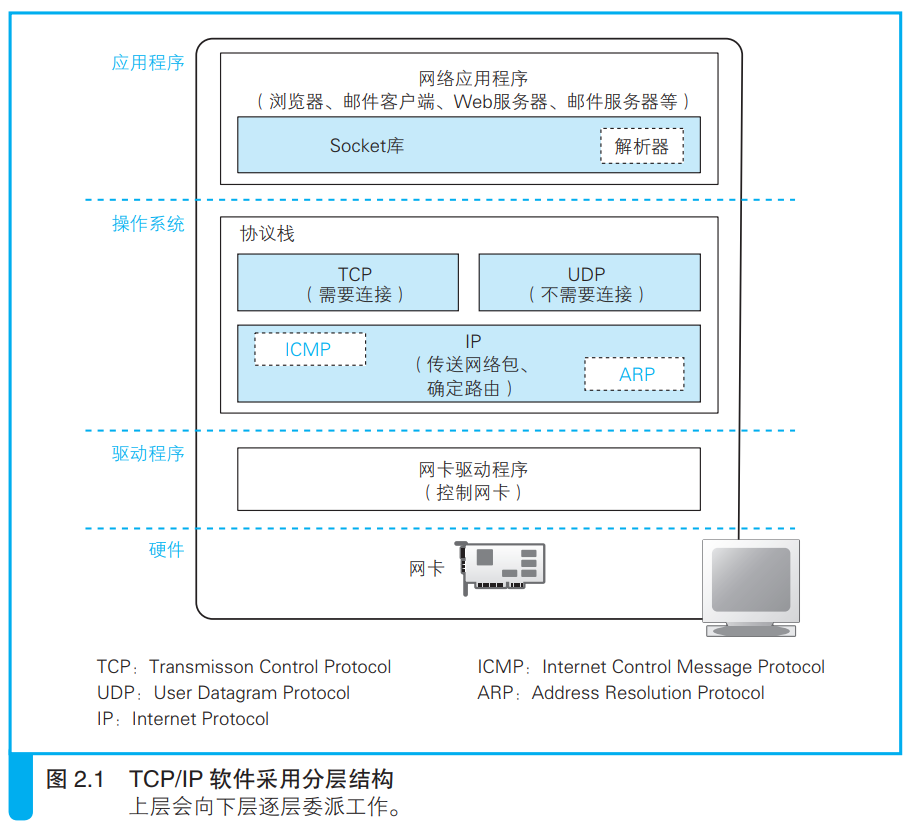 应用程序
网络应用程序
（浏览器、邮件客户端、Web服务器、邮件服务器等）
Socket库
解析器
操作系统
协议栈
TCP
（需要连接）
UDP
（不需要连接）
ICMP
IP
（传送网络包、
确定路由）
ARP
驱动程序
网卡驱动程序
（控制网卡）
硬件
网卡
TCP：Transmisson Control Protocol
UDP：User Datagram Protocol
IP：Internet Protocol
ICMP：Internet Control Message Protocol
ARP：Address Resolution Protocol
图 2.1 TCP/IP 软件采用分层结构
上层会向下层逐层委派工作。